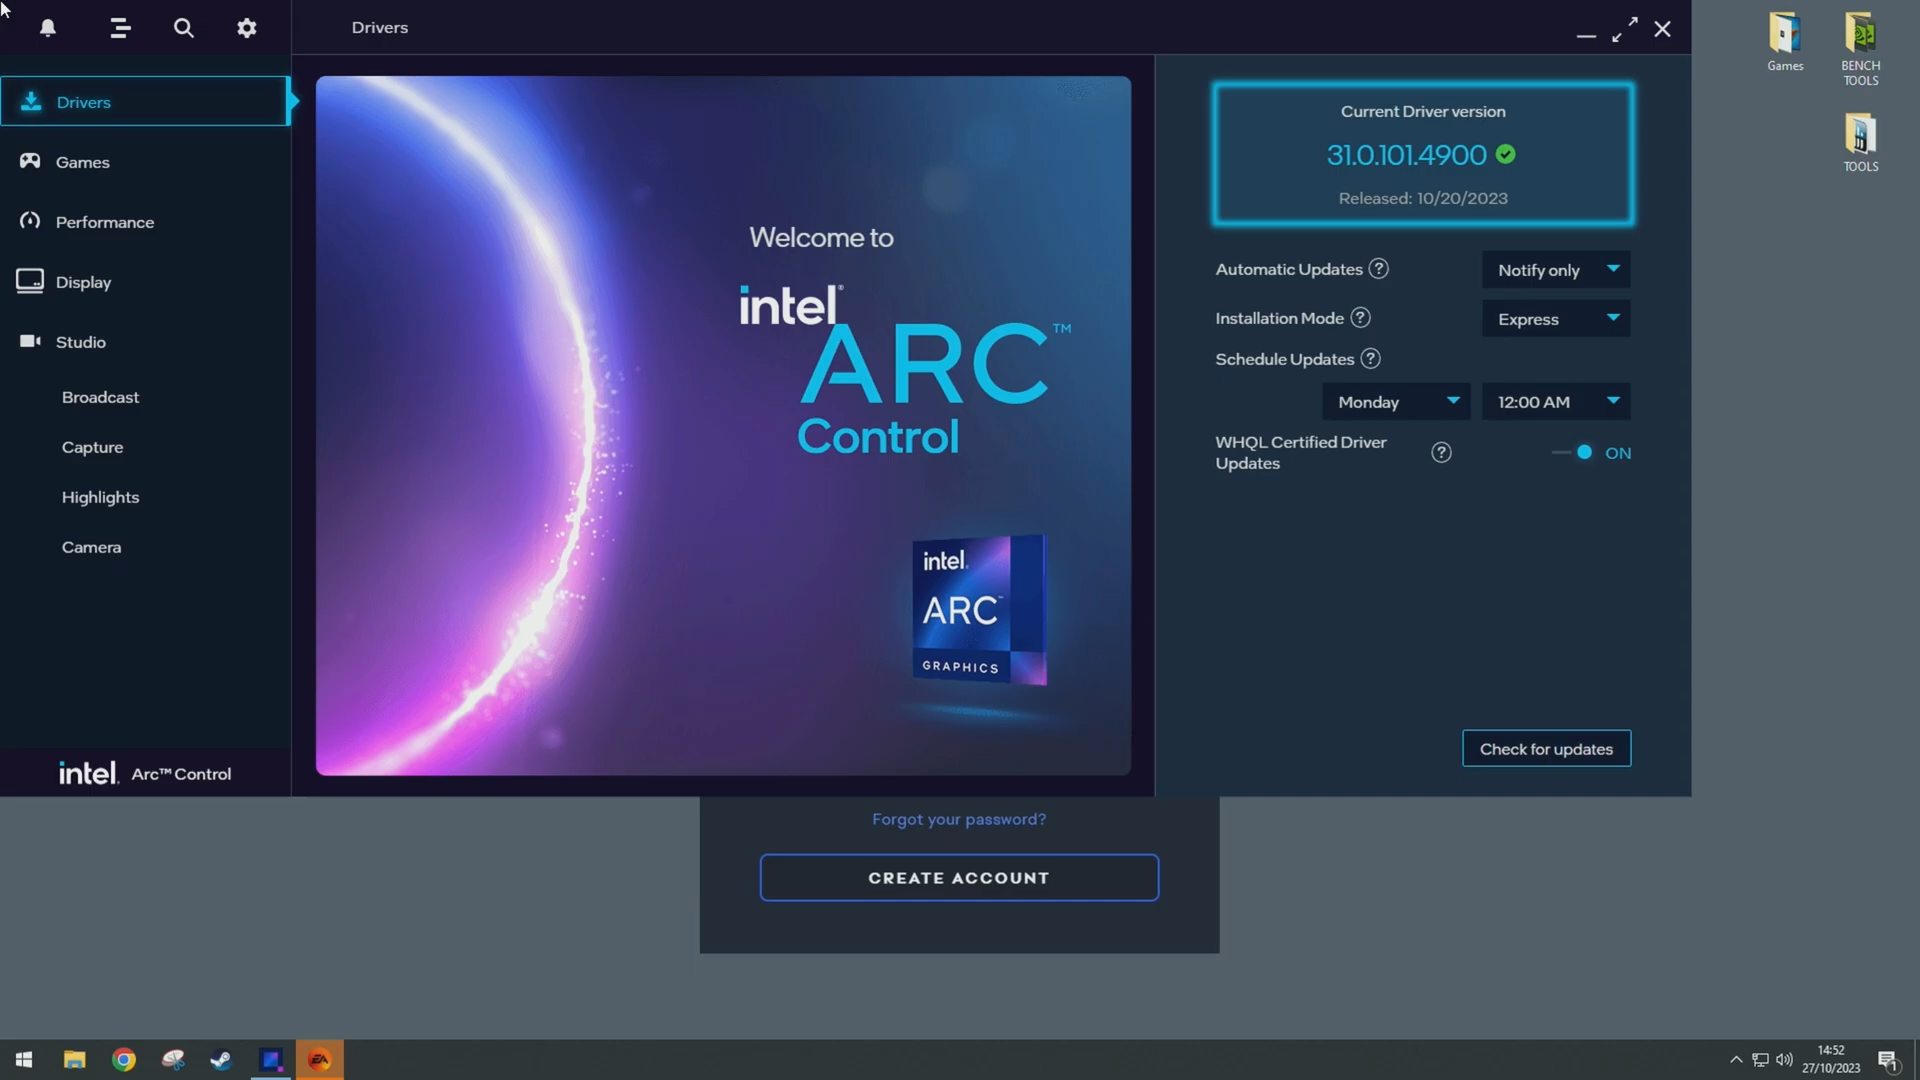 Drivers
Games
BENCH
TOOLS
TOOLS
Drivers
Games
Performance
Display
Studio
Broadcast
Capture
Highlights
Camera
intel. Arc™ Control
Welcome to
intel®
ARC™
Control
intel.
ARC™
GRAPHICS
Current Driver version
31.0.101.4900
Released: 10/20/2023
Automatic Updates ?
Notify only
Installation Mode ?
Express
Schedule Updates ?
Monday
12:00 AM
WHQL Certified Driver
Updates
?
ON
Check for updates
Forgot your password?
CREATE ACCOUNT
EA
14:52
27/10/2023
1